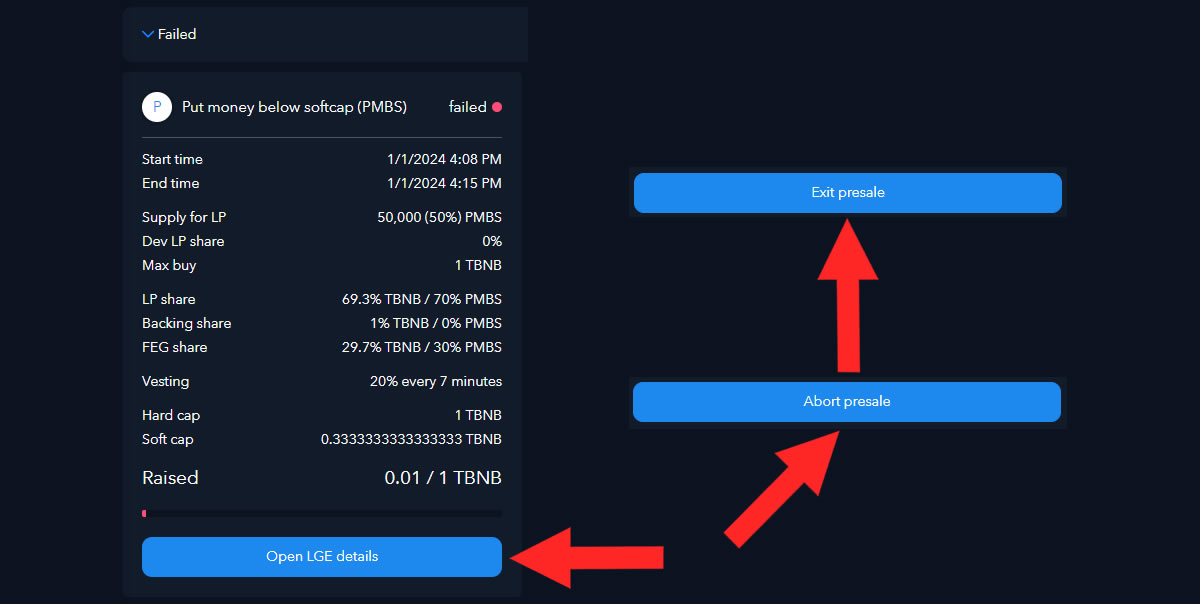 Failed
P Put money below softcap (PMBS) failed
Start time 1/1/2024 4:08 PM
End time 1/1/2024 4:15 PM
Supply for LP 50,000 (50%) PMBS
Dev LP share 0%
Max buy 1 TBNB
LP share 69.3% TBNB / 70% PMBS
Backing share 1% TBNB / 0% PMBS
FEG share 29.7% TBNB / 30% PMBS
Vesting 20% every 7 minutes
Hard cap 1 TBNB
Soft cap 0.3333333333333333 TBNB
Raised 0.01 / 1 TBNB
Open LGE details
Exit presale
Abort presale